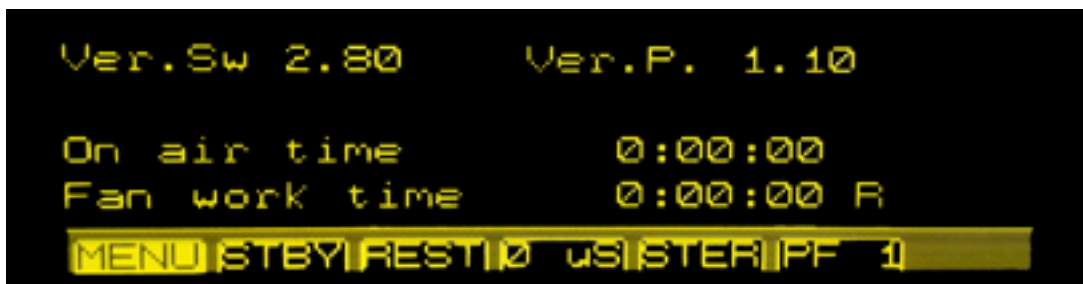 Ver.Sw 2.80 Ver.P. 1.10
On air time 0:00:00
Fan work time 0:00:00 R
MENU STBY REST 0 uS STER PF 1